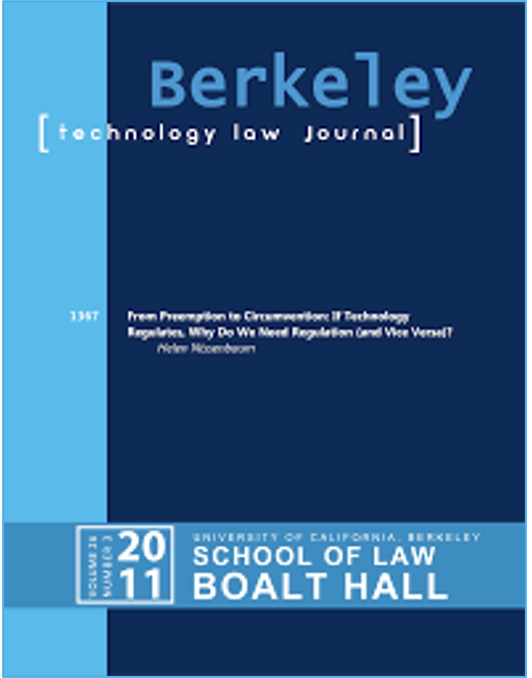 Berkeley
[technology law Journal]
1367 From Preemption to Circumvention: If Technology
Regulates, Why Do We Need Regulation (and Vice Versa)?
Helen Nissenbaum
VOLUME 26
NUMBER 3
20
11
UNIVERSITY OF CALIFORNIA, BERKELEY
SCHOOL OF LAW
BOALT HALL